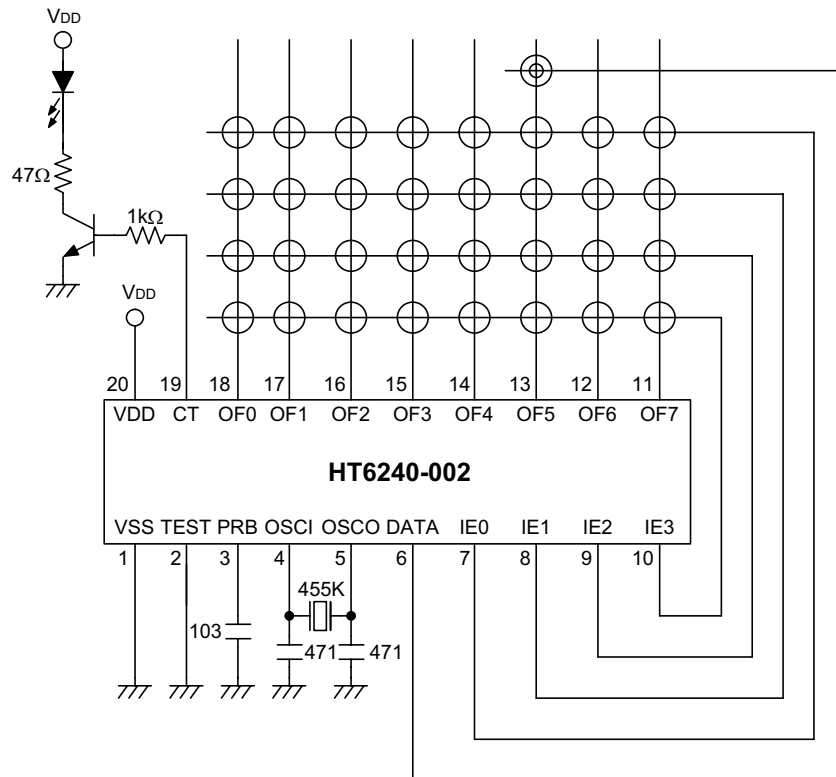 VDD
47Ω
1kΩ
VDD
20 19 18 17 16 15 14 13 12 11
VDD CT OF0 OF1 OF2 OF3 OF4 OF5 OF6 OF7
HT6240-002
VSS TEST PRB OSCI OSCO DATA IE0 IE1 IE2 IE3
1 2 3 4 5 6 7 8 9 10
455K
103
471 471